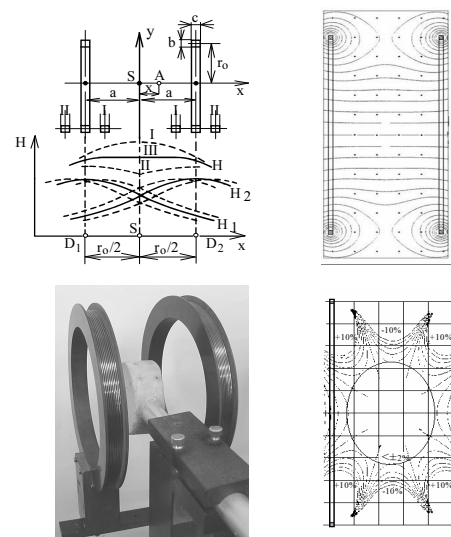 c
y
b
r₀
S
A
x
x
a
a
II
I
I
II
H
I
III
II
H
H₂
H₁
S
D₁
r₀/2
r₀/2
D₂
x
-10%
+10%
+10%
<±2%
+10%
+10%
-10%